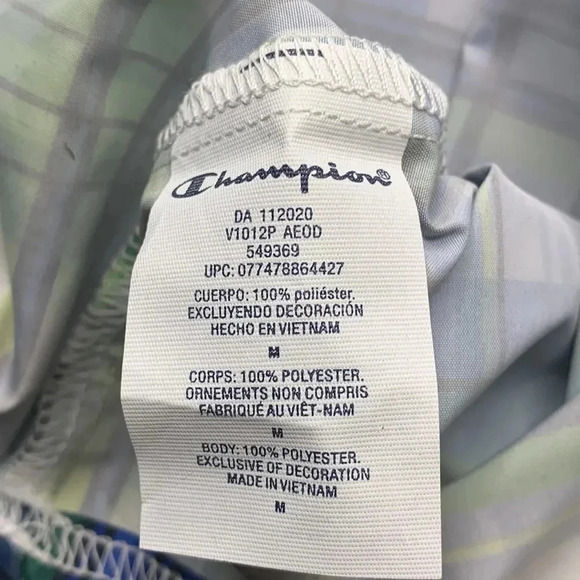 Champion®
DA 112020
V1012P AEOD
549369
UPC: 077478864427
CUERPO: 100% poliéster.
EXCLUYENDO DECORACIÓN
HECHO EN VIETNAM
M
CORPS: 100% POLYESTER.
ORNEMENTS NON COMPRIS
FABRIQUÉ AU VIÊT-NAM
M
BODY: 100% POLYESTER.
EXCLUSIVE OF DECORATION
MADE IN VIETNAM
M